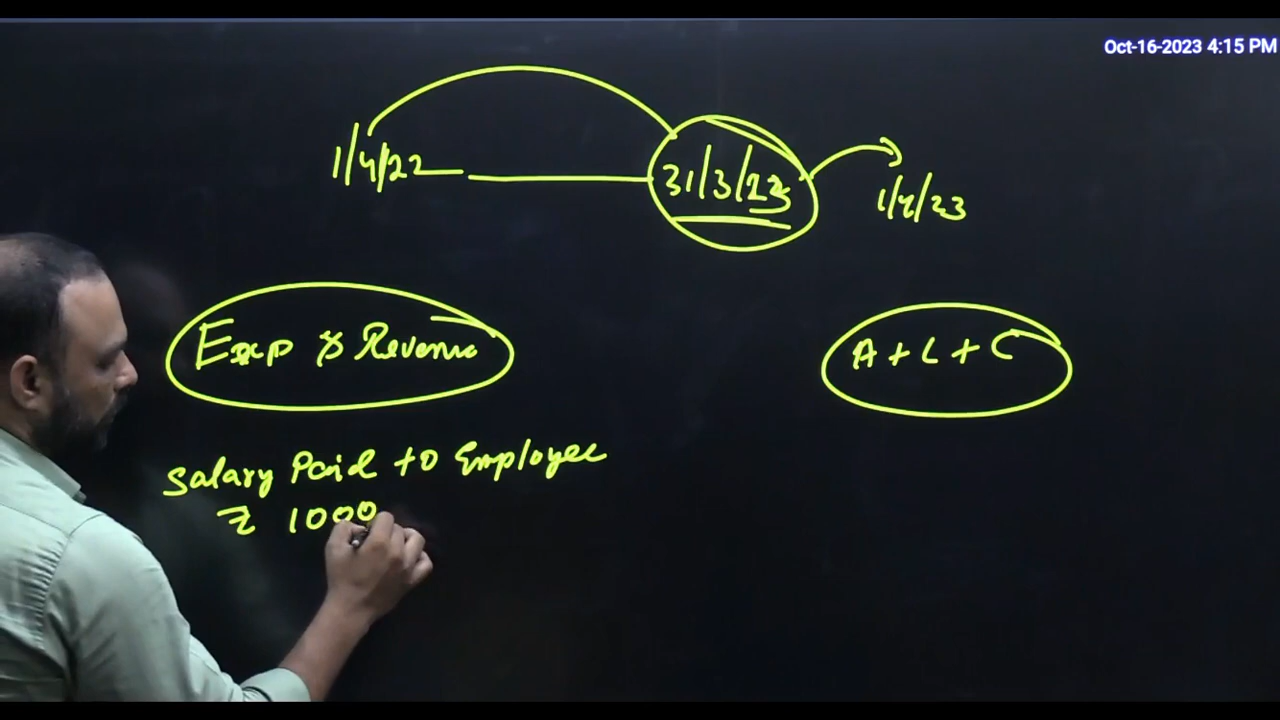 Oct-16-2023 4:15 PM
1/4/22 31/3/23 1/4/23
Exp & Revenue A + L + C
Salary Paid to Employee
₹ 1000